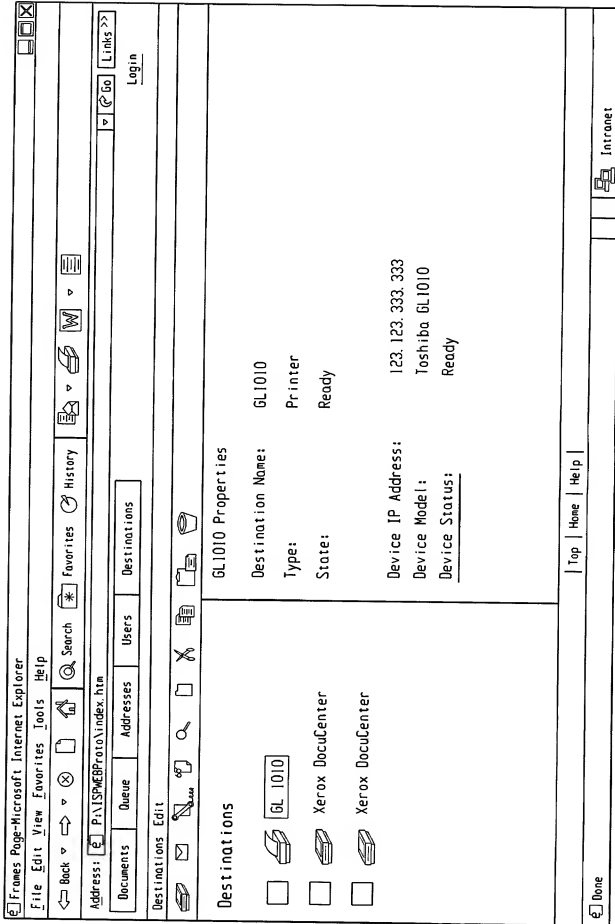 Frames Page-Microsoft Internet Explorer
File Edit View Favorites Tools Help
Back Search Favorites History W
Address: e P:\ISPWEBProto\index.htm Go Links >>
Documents Queue Addresses Users Destinations Login
Destinations Edit
Destinations
GL 1010
Xerox DocuCenter
Xerox DocuCenter
GL1010 Properties
Destination Name: GL1010
Type: Printer
State: Ready
Device IP Address: 123. 123. 333. 333
Device Model: Toshiba GL1010
Device Status: Ready
| Top | Home | Help |
e Done Intranet